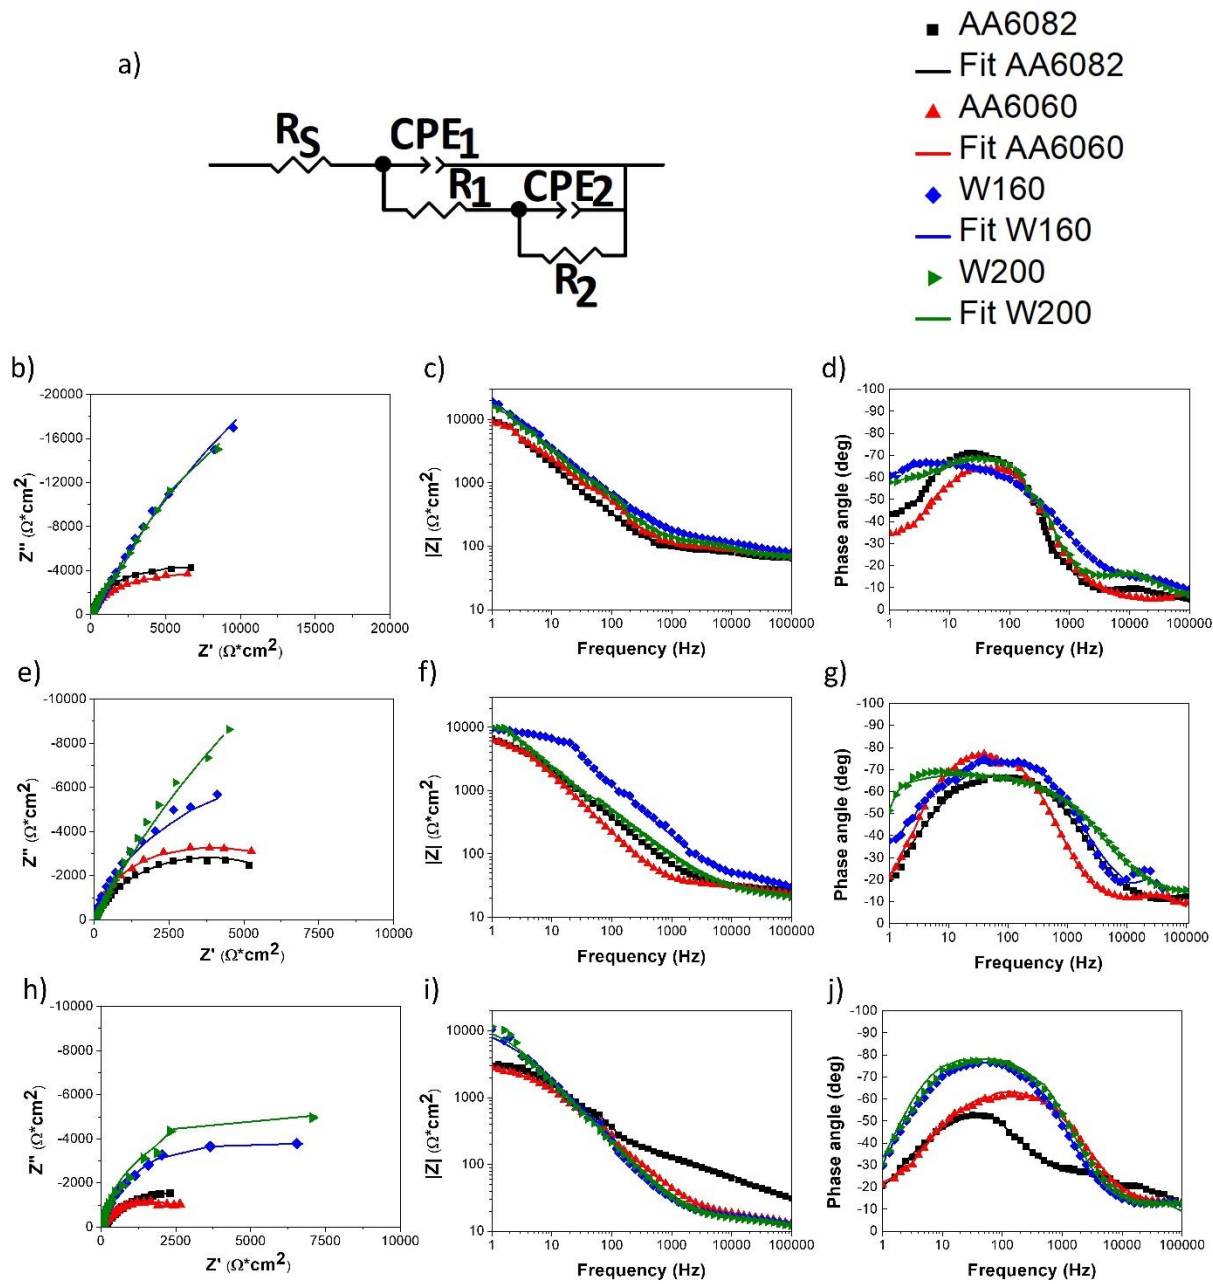 a)
R_S
CPE_1
R_1
CPE_2
R_2
AA6082
Fit AA6082
AA6060
Fit AA6060
W160
Fit W160
W200
Fit W200
b)
Z'' (Ω*cm²)
-20000
-16000
-12000
-8000
-4000
0
0 5000 10000 15000 20000
Z' (Ω*cm²)
c)
|Z| (Ω*cm²)
10000
1000
100
10
1 10 100 1000 10000 100000
Frequency (Hz)
d)
Phase angle (deg)
-100
-90
-80
-70
-60
-50
-40
-30
-20
-10
0
1 10 100 1000 10000 100000
Frequency (Hz)
e)
Z'' (Ω*cm²)
-10000
-8000
-6000
-4000
-2000
0
0 2500 5000 7500 10000
Z' (Ω*cm²)
f)
|Z| (Ω*cm²)
10000
1000
100
10
1 10 100 1000 10000 100000
Frequency (Hz)
g)
Phase angle (deg)
-100
-90
-80
-70
-60
-50
-40
-30
-20
-10
0
1 10 100 1000 10000 100000
Frequency (Hz)
h)
Z'' (Ω*cm²)
-10000
-8000
-6000
-4000
-2000
0
0 2500 5000 7500 10000
Z' (Ω*cm²)
i)
|Z| (Ω*cm²)
10000
1000
100
10
1 10 100 1000 10000 100000
Frequency (Hz)
j)
Phase angle (deg)
-100
-90
-80
-70
-60
-50
-40
-30
-20
-10
0
1 10 100 1000 10000 100000
Frequency (Hz)